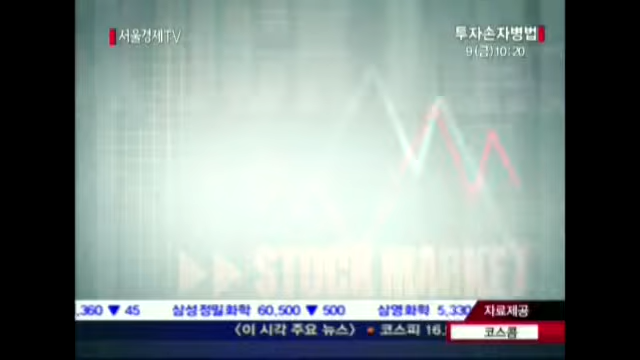 서울경제TV
투자손자병법
9(금)10:20
STOCK MARKET
,360 ▼ 45 삼성정밀화학 60,500 ▼ 500 삼영화학 5,330
자료제공
<이 시각 주요 뉴스> 코스피 16.
코스콤